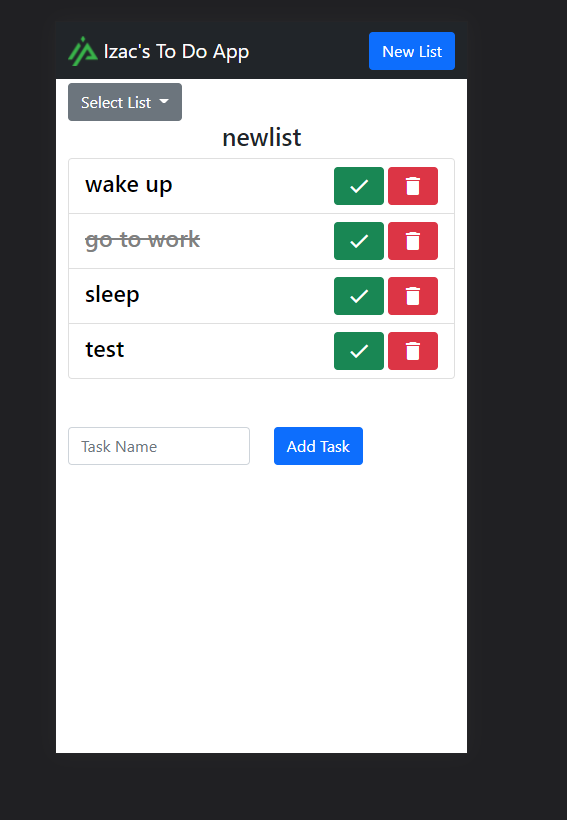 Izac's To Do App New List
Select List
newlist
wake up
go to work
sleep
test
Task Name Add Task